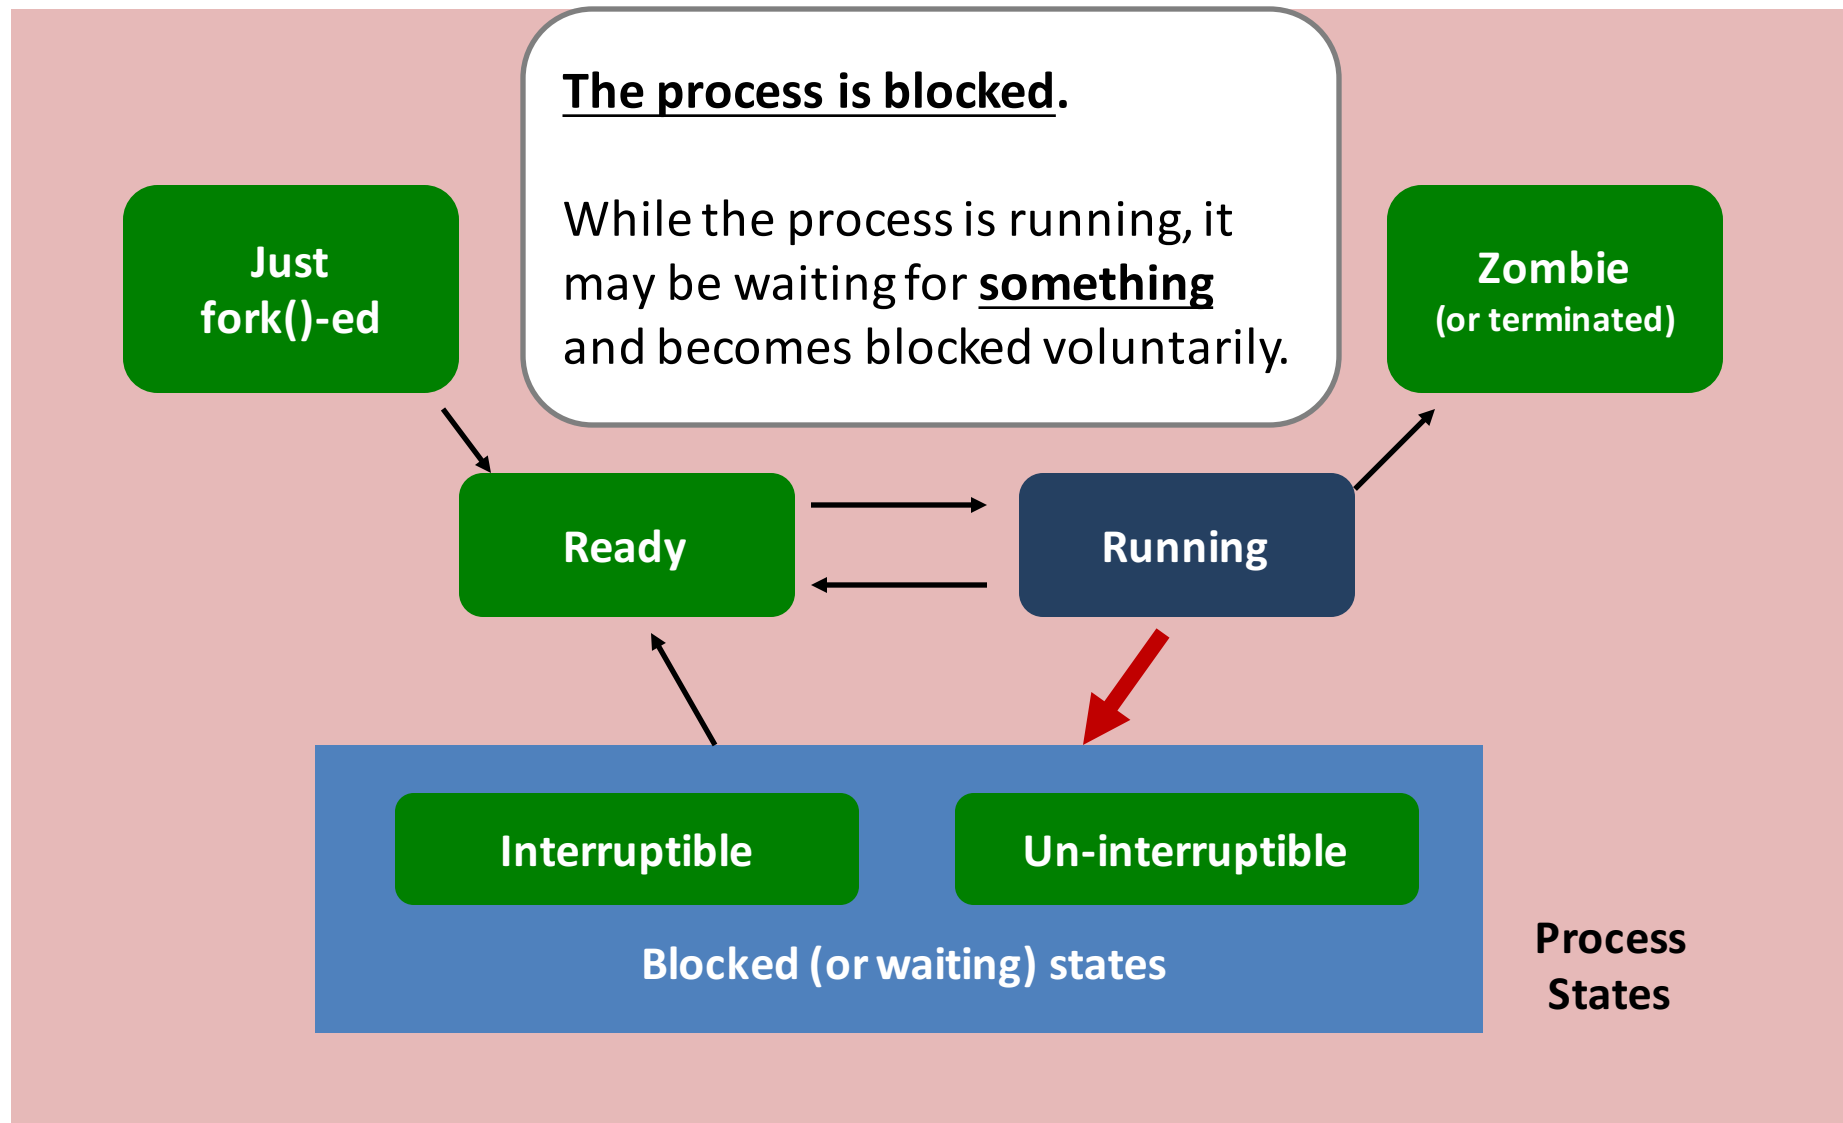 The process is blocked.
While the process is running, it
may be waiting for something
and becomes blocked voluntarily.
Just
fork()-ed
Zombie
(or terminated)
Ready
Running
Interruptible
Un-interruptible
Blocked (or waiting) states
Process
States